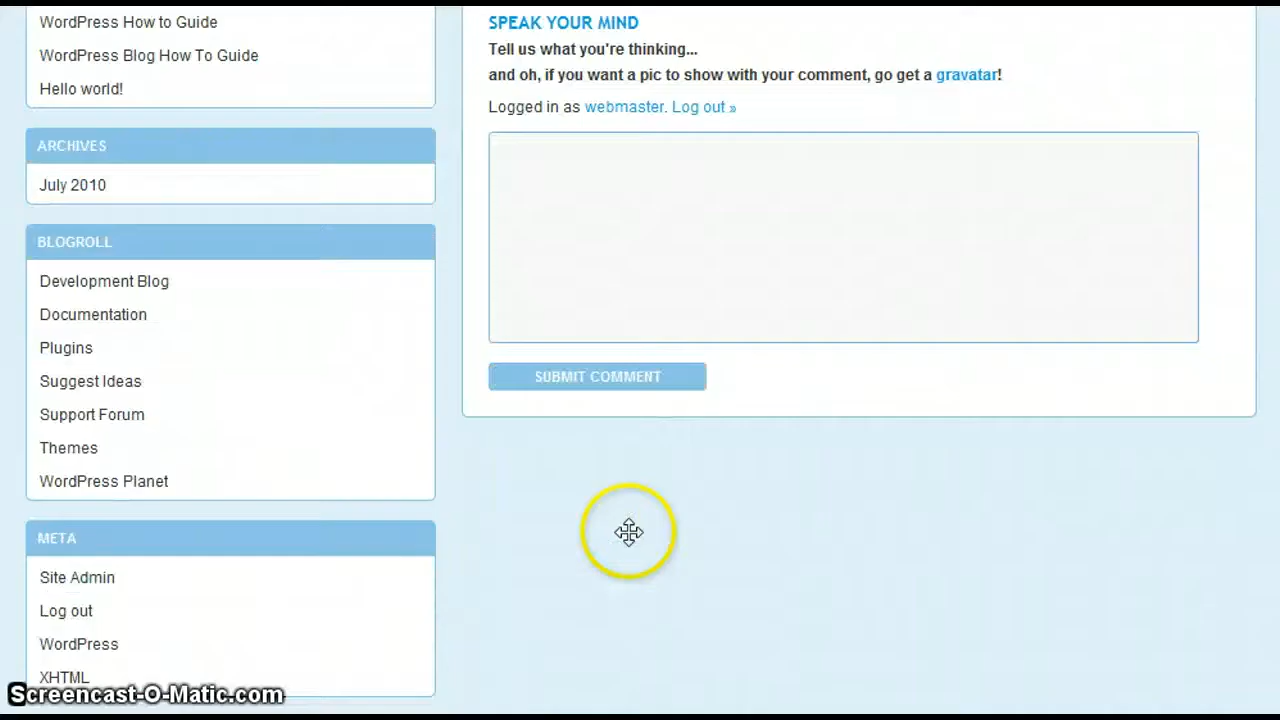 WordPress How to Guide
WordPress Blog How To Guide
Hello world!
ARCHIVES
July 2010
BLOGROLL
Development Blog
Documentation
Plugins
Suggest Ideas
Support Forum
Themes
WordPress Planet
META
Site Admin
Log out
WordPress
XHTML
SPEAK YOUR MIND
Tell us what you're thinking...
and oh, if you want a pic to show with your comment, go get a gravatar!
Logged in as webmaster. Log out »
SUBMIT COMMENT
Screencast-O-Matic.com